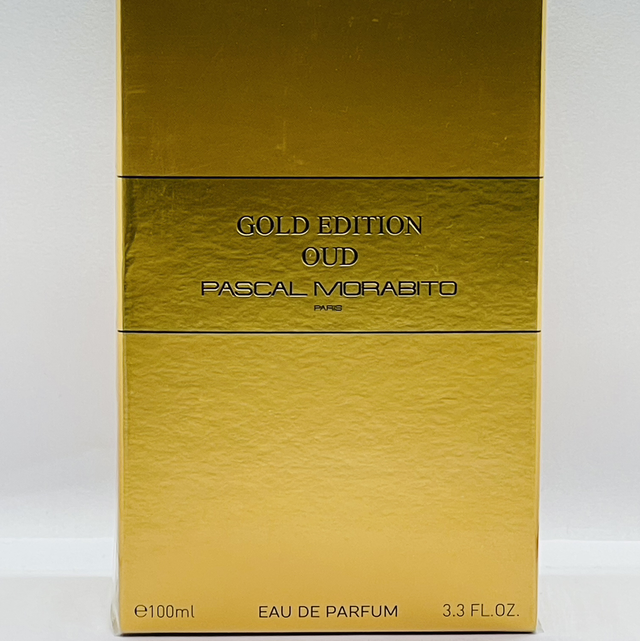 GOLD EDITION
OUD
PASCAL MORABITO
PARIS
℮100ml EAU DE PARFUM 3.3 FL.OZ.